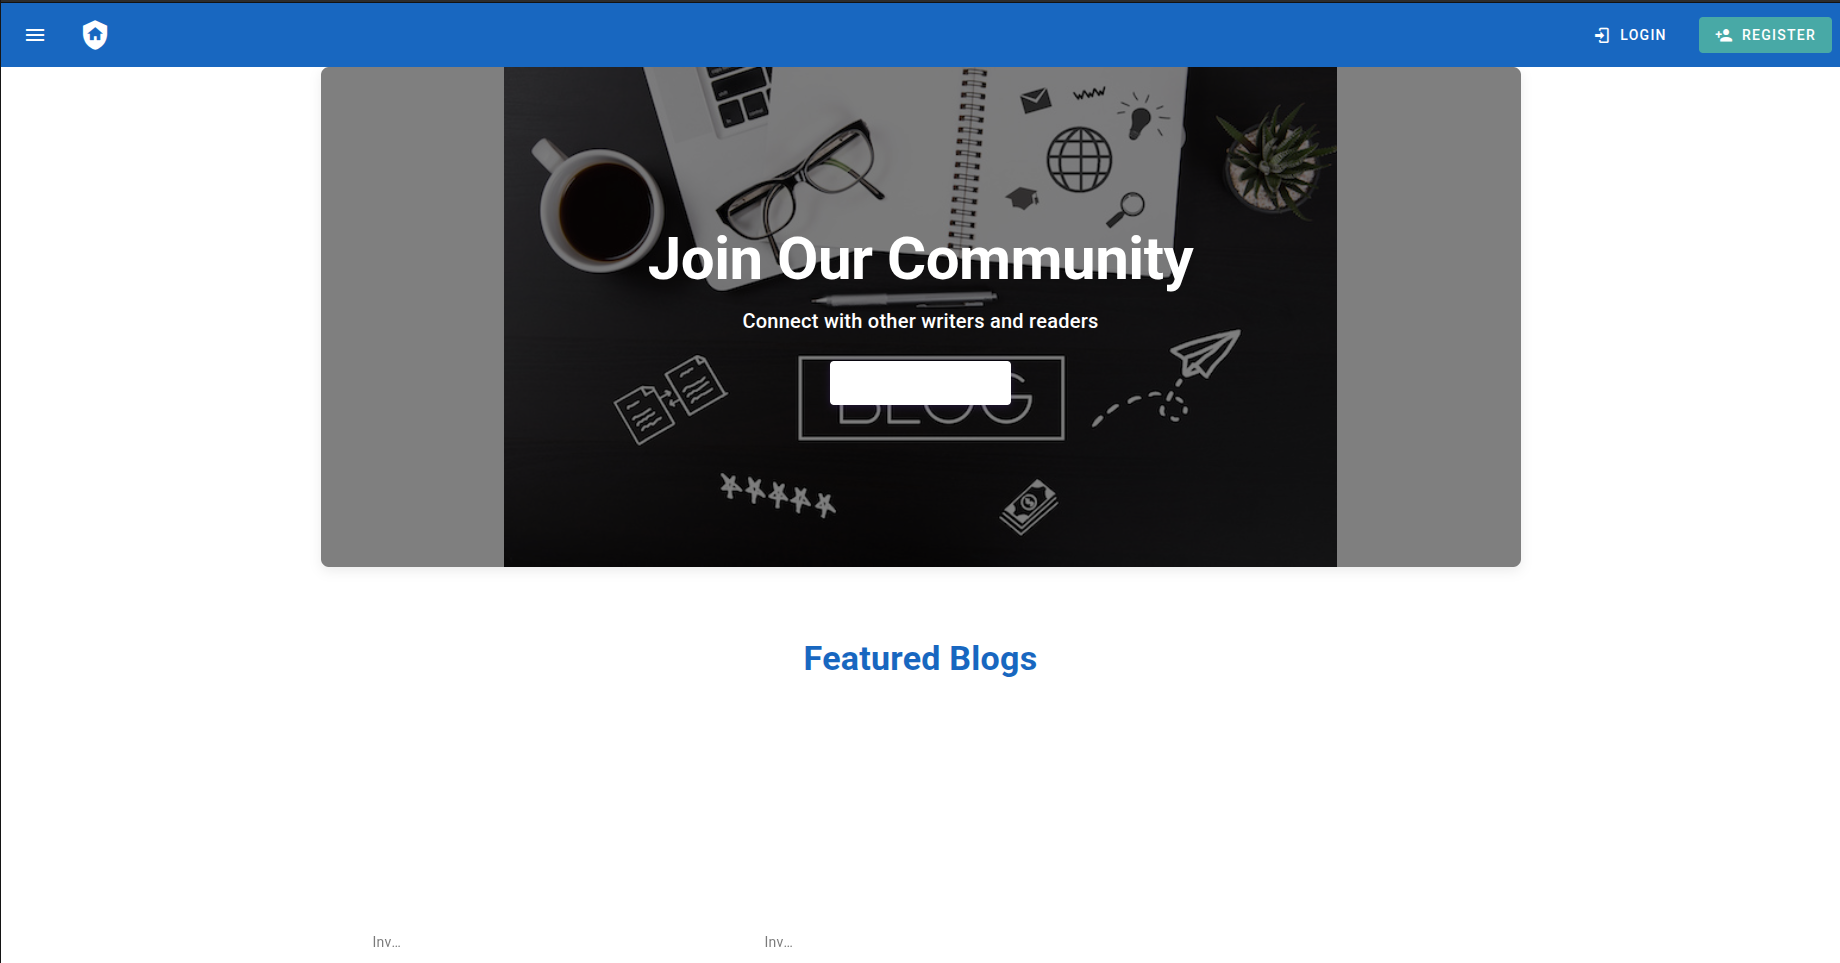 LOGIN
REGISTER
Join Our Community
Connect with other writers and readers
BLOG
Featured Blogs
Inv...
Inv...